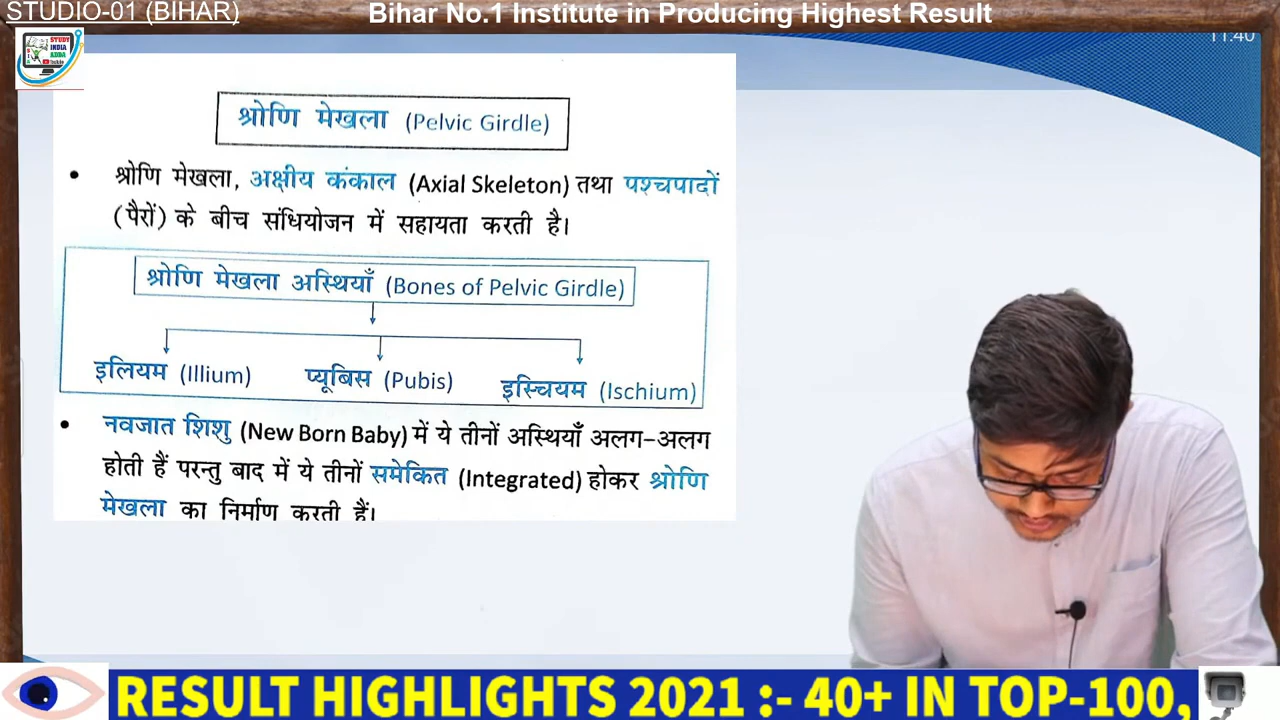 STUDIO-01 (BIHAR)
Bihar No.1 Institute in Producing Highest Result
11:40
STUDY
INDIA
ADDA
श्रोणि मेखला (Pelvic Girdle)
• श्रोणि मेखला, अक्षीय कंकाल (Axial Skeleton) तथा पश्चपादों
(पैरों) के बीच संधियोजन में सहायता करती है।
श्रोणि मेखला अस्थियाँ (Bones of Pelvic Girdle)
इलियम (Illium) प्यूबिस (Pubis) इस्चियम (Ischium)
• नवजात शिशु (New Born Baby) में ये तीनों अस्थियाँ अलग-अलग
होती हैं परन्तु बाद में ये तीनों समेकित (Integrated) होकर श्रोणि
मेखला का निर्माण करती हैं।
RESULT HIGHLIGHTS 2021 :- 40+ IN TOP-100,